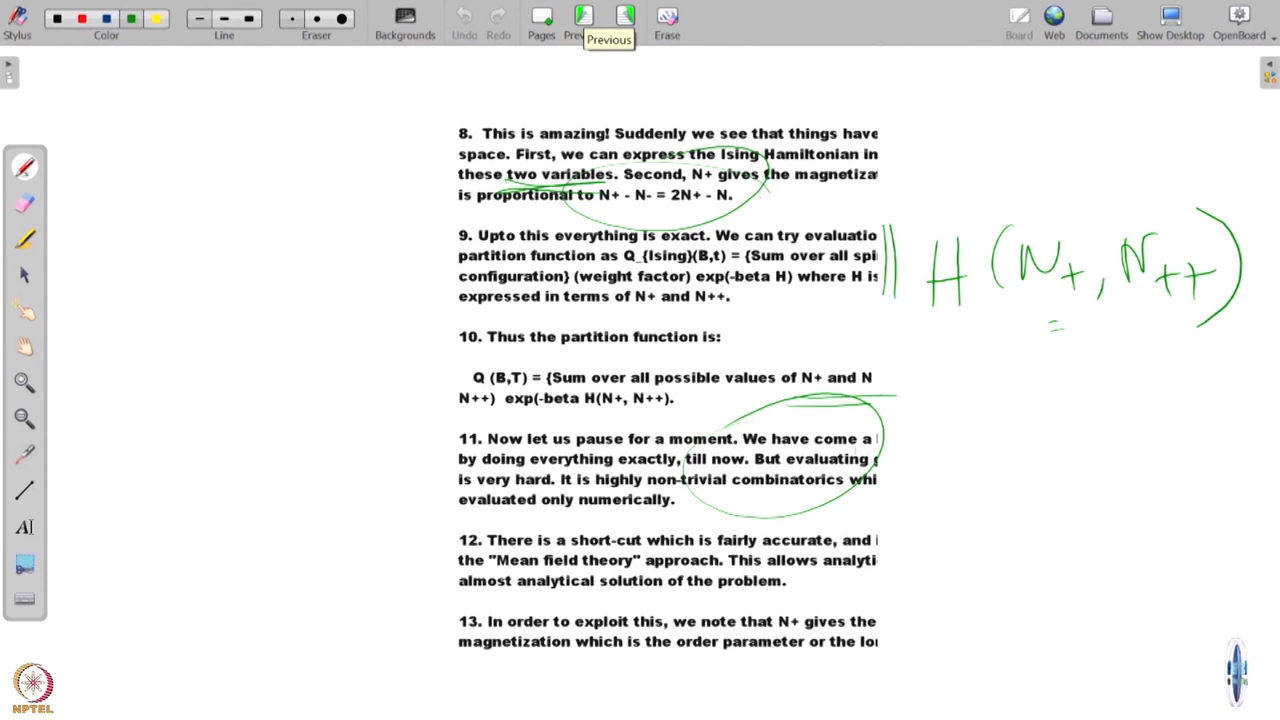 Stylus
Color
Line
Eraser
Backgrounds
Undo
Redo
Pages
Previous
Erase
Board
Web
Documents
Show Desktop
OpenBoard
8. This is amazing! Suddenly we see that things have
space. First, we can express the Ising Hamiltonian in
these two variables. Second, N+ gives the magnetiza
is proportional to N+ - N- = 2N+ - N.
9. Upto this everything is exact. We can try evaluatio
partition function as Q_{Ising}(B,t) = {Sum over all spi
configuration} (weight factor) exp(-beta H) where H is
expressed in terms of N+ and N++.
H (N+, N++)
10. Thus the partition function is:
Q (B,T) = {Sum over all possible values of N+ and N
N++) exp(-beta H(N+, N++).
11. Now let us pause for a moment. We have come a
by doing everything exactly, till now. But evaluating g
is very hard. It is highly non-trivial combinatorics whi
evaluated only numerically.
12. There is a short-cut which is fairly accurate, and i
the "Mean field theory" approach. This allows analyti
almost analytical solution of the problem.
13. In order to exploit this, we note that N+ gives the
magnetization which is the order parameter or the lo
AI
NPTEL